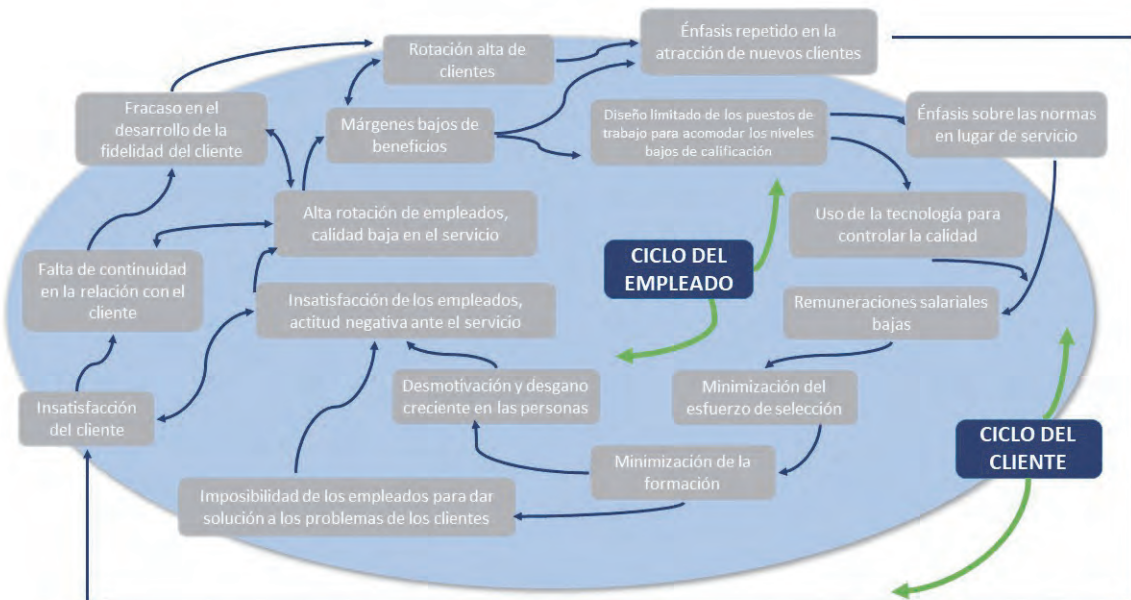 Rotación alta de
clientes
Énfasis repetido en la
atracción de nuevos clientes
Fracaso en el
desarrollo de la
fidelidad del cliente
Márgenes bajos de
beneficios
Diseño limitado de los puestos de
trabajo para acomodar los niveles
bajos de calificación
Énfasis sobre las normas
en lugar de servicio
Alta rotación de empleados,
calidad baja en el servicio
Uso de la tecnología para
controlar la calidad
CICLO DEL
EMPLEADO
Falta de continuidad
en la relación con el
cliente
Insatisfacción de los empleados,
actitud negativa ante el servicio
Remuneraciones salariales
bajas
Insatisfacción
del cliente
Desmotivación y desgano
creciente en las personas
Minimización del
esfuerzo de selección
CICLO DEL
CLIENTE
Minimización de la
formación
Imposibilidad de los empleados para dar
solución a los problemas de los clientes